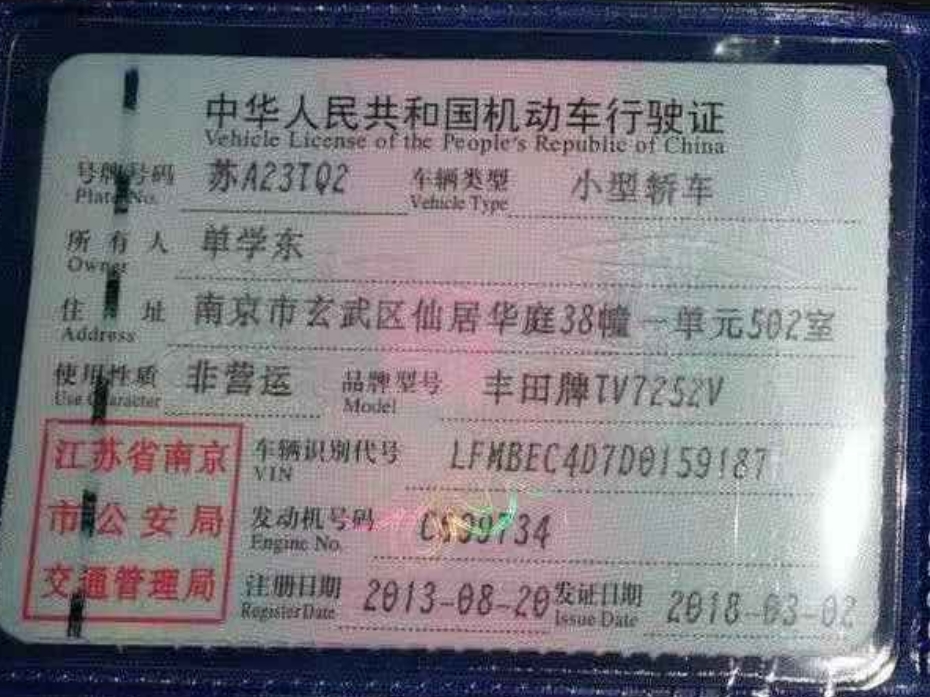 中华人民共和国机动车行驶证
Vehicle License of the People's Republic of China
号牌号码 苏A23TQ2 车辆类型 小型轿车
Plate No. Vehicle Type
所有人 单学东
Owner
住址 南京市玄武区仙居华庭38幢一单元502室
Address
使用性质 非营运 品牌型号 丰田牌TV7252V
Use Character Model
江苏省南京
市公安局
交通管理局
车辆识别代号 LFMBEC4D7D0159187
VIN
发动机号码
Engine No.
注册日期 2013-08-20 发证日期 2018-03-02
Register Date Issue Date